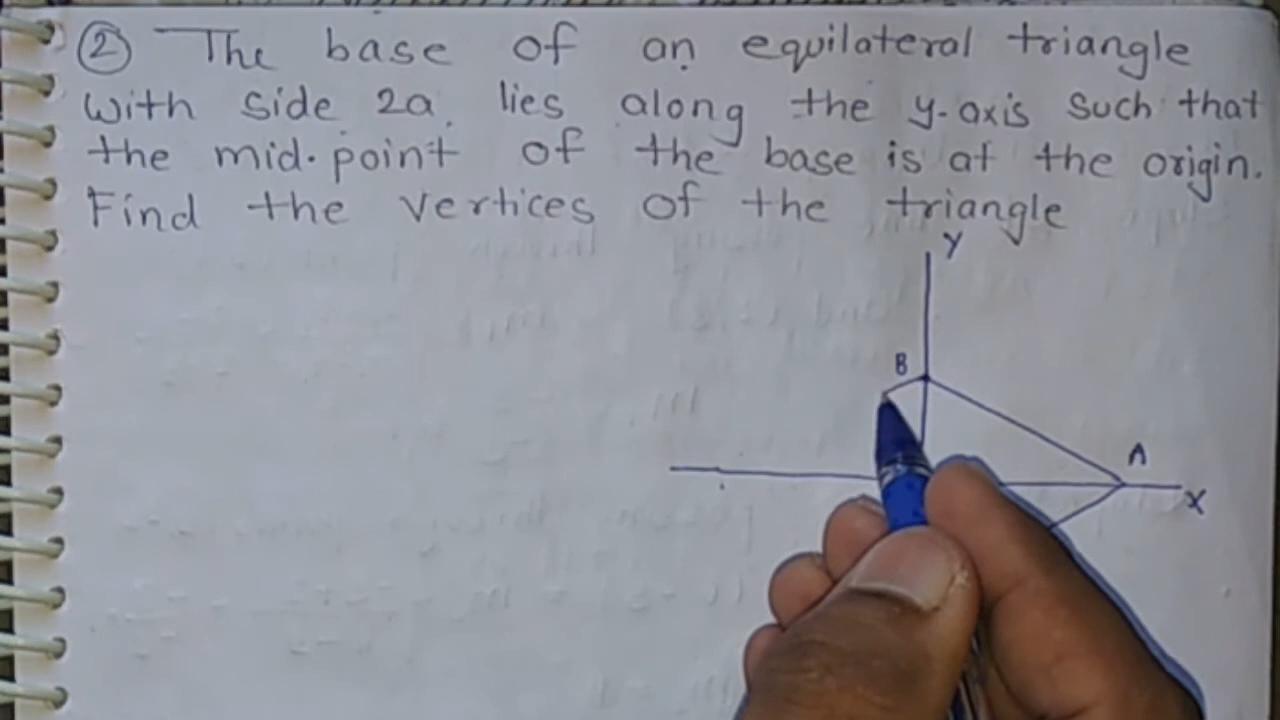 ② The base of an equilateral triangle
with side 2a lies along the y-axis such that
the mid-point of the base is at the origin.
Find the vertices of the triangle
Y
B
A
X